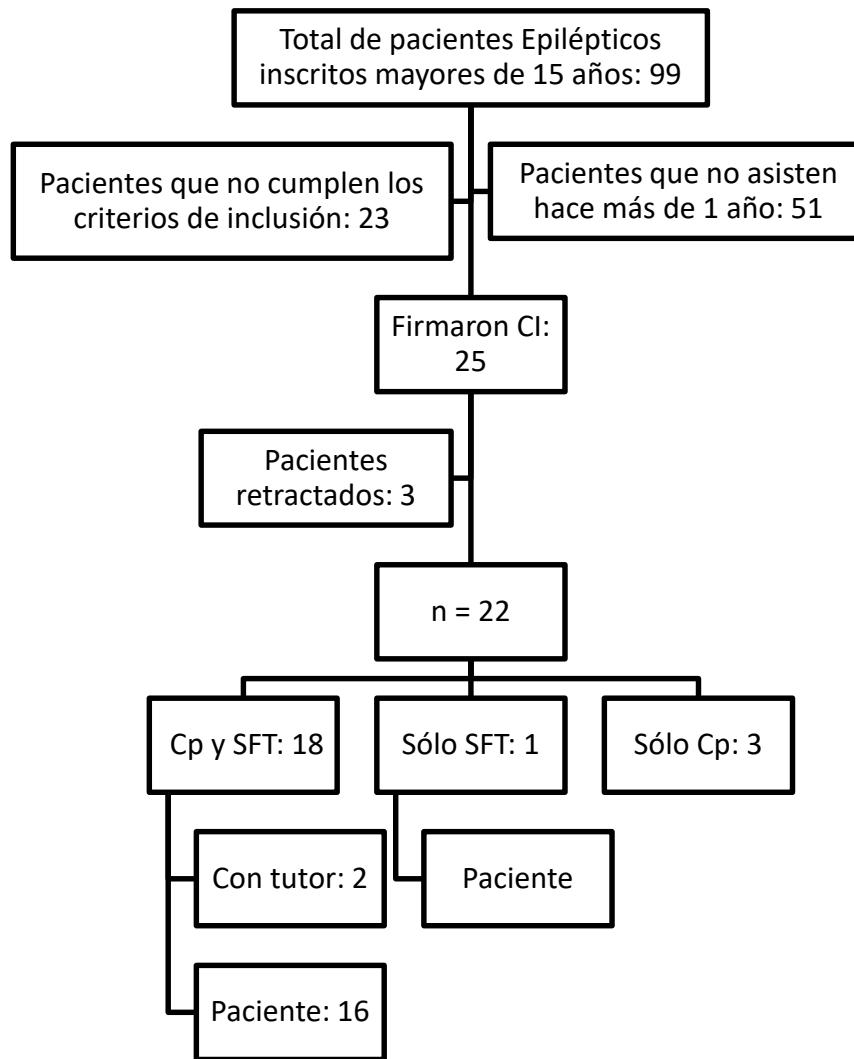 Total de pacientes Epilépticos
inscritos mayores de 15 años: 99
Pacientes que no cumplen los
criterios de inclusión: 23
Pacientes que no asisten
hace más de 1 año: 51
Firmaron CI:
25
Pacientes
retractados: 3
n = 22
Cp y SFT: 18
Sólo SFT: 1
Sólo Cp: 3
Con tutor: 2
Paciente
Paciente: 16